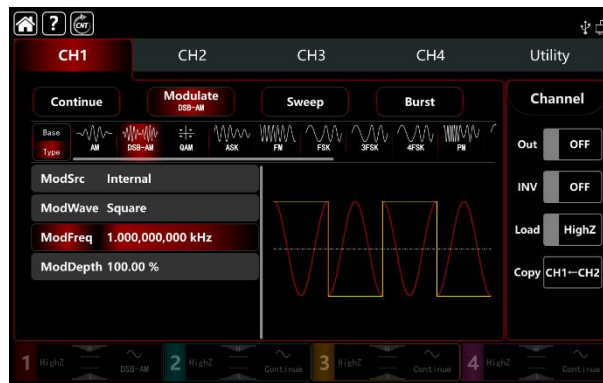 ? CNT
CH1 CH2 CH3 CH4 Utility
Continue Modulate Sweep Burst Channel
DSB-AM
Base
Type
AM DSB-AM QAM ASK FM FSK 3FSK 4FSK PM
Out OFF
ModSrc Internal
INV OFF
ModWave Square
ModFreq 1.000,000,000 kHz
Load HighZ
ModDepth 100.00 %
Copy CH1←CH2
1 HighZ DSB-AM 2 HighZ Continue 3 HighZ Continue 4 HighZ Continue